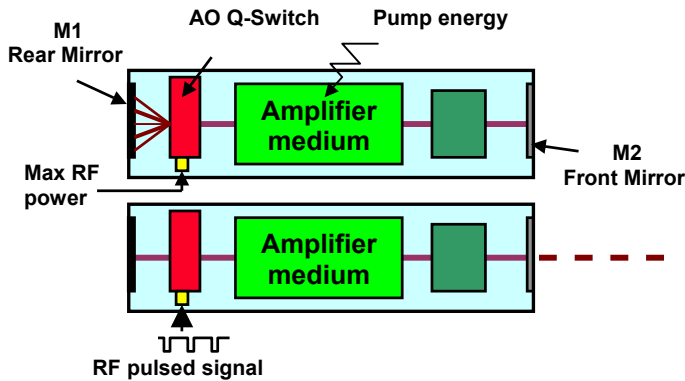 M1
Rear Mirror
AO Q-Switch
Pump energy
Amplifier
medium
Max RF
power
M2
Front Mirror
Amplifier
medium
RF pulsed signal